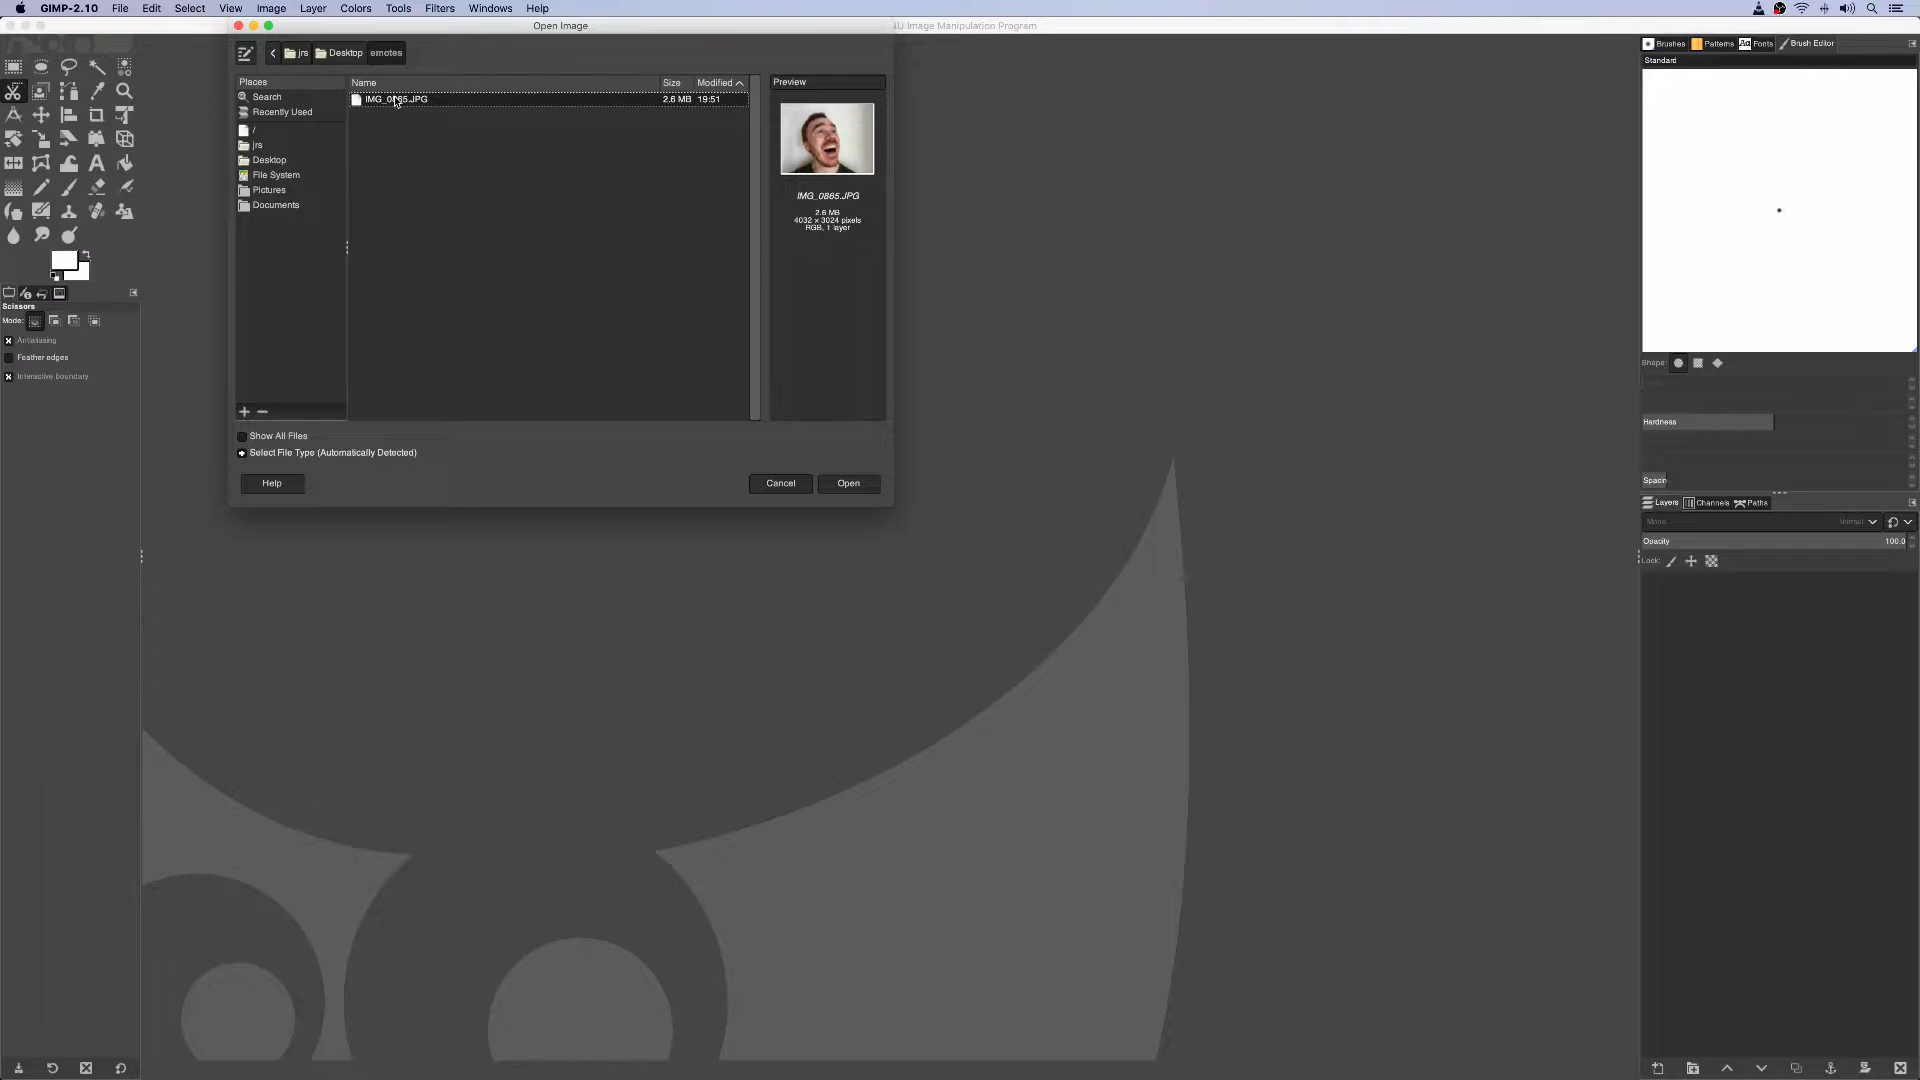 GIMP-2.10 File Edit Select View Image Layer Colors Tools Filters Windows Help
Open Image
U Image Manipulation Program
jrs Desktop emotes
Places
Search
Recently Used
/
jrs
Desktop
File System
Pictures
Documents
Name Size Modified
IMG_0865.JPG 2.6 MB 19:51
Preview
IMG_0865.JPG
2.6 MB
4032 × 3024 pixels
RGB, 1 layer
Show All Files
Select File Type (Automatically Detected)
Help Cancel Open
Scissors
Mode:
Antialiasing
Feather edges
Interactive boundary
Brushes Patterns Aa Fonts Brush Editor
Standard
Shape:
Hardness
Spacin
Layers Channels Paths
Mode Normal
Opacity 100.0
Lock: